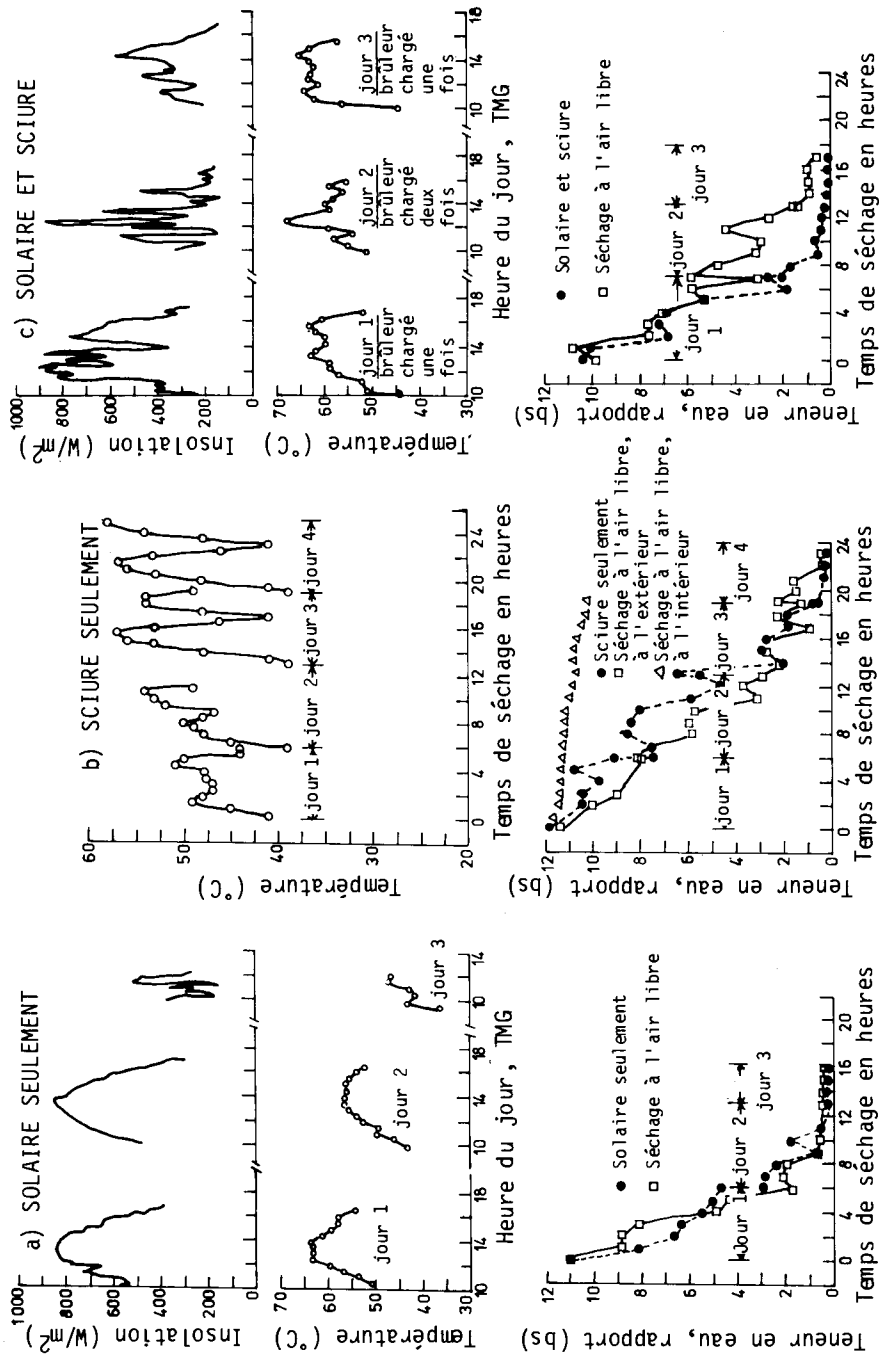 a) SOLAIRE SEULEMENT
1000
800
600
400
200
0
Insolation (W/m²)
70
60
50
40
30
Température (°C)
jour 1
jour 2
jour 3
10
14
18
10
14
18
10
14
Heure du jour, TMG
12
10
8
6
4
2
0
Teneur en eau, rapport (bs)
● Solaire seulement
□ Séchage à l'air libre
Jour 1
jour 2
jour 3
0
4
8
12
16
20
Temps de séchage en heures
b) SCIURE SEULEMENT
60
50
40
30
20
Température (°C)
jour 1
jour 2
jour 3
jour 4
0
4
8
12
16
20
24
Temps de séchage en heures
12
10
8
6
4
2
0
Teneur en eau, rapport (bs)
● Sciure seulement
□ Séchage à l'air libre,
à l'extérieur
△ Séchage à l'air libre,
à l'intérieur
jour 1
jour 2
jour 3
jour 4
0
4
8
12
16
20
24
Temps de séchage en heures
c) SOLAIRE ET SCIURE
1000
800
600
400
200
0
Insolation (W/m²)
70
60
50
40
30
Température (°C)
jour 1
brûleur
chargé
une
fois
jour 2
brûleur
chargé
deux
fois
jour 3
brûleur
chargé
une
fois
10
14
18
10
14
18
10
14
18
Heure du jour, TMG
12
10
8
6
4
2
0
Teneur en eau, rapport (bs)
● Solaire et sciure
□ Séchage à l'air libre
jour 1
jour 2
jour 3
0
4
8
12
16
20
24
Temps de séchage en heures